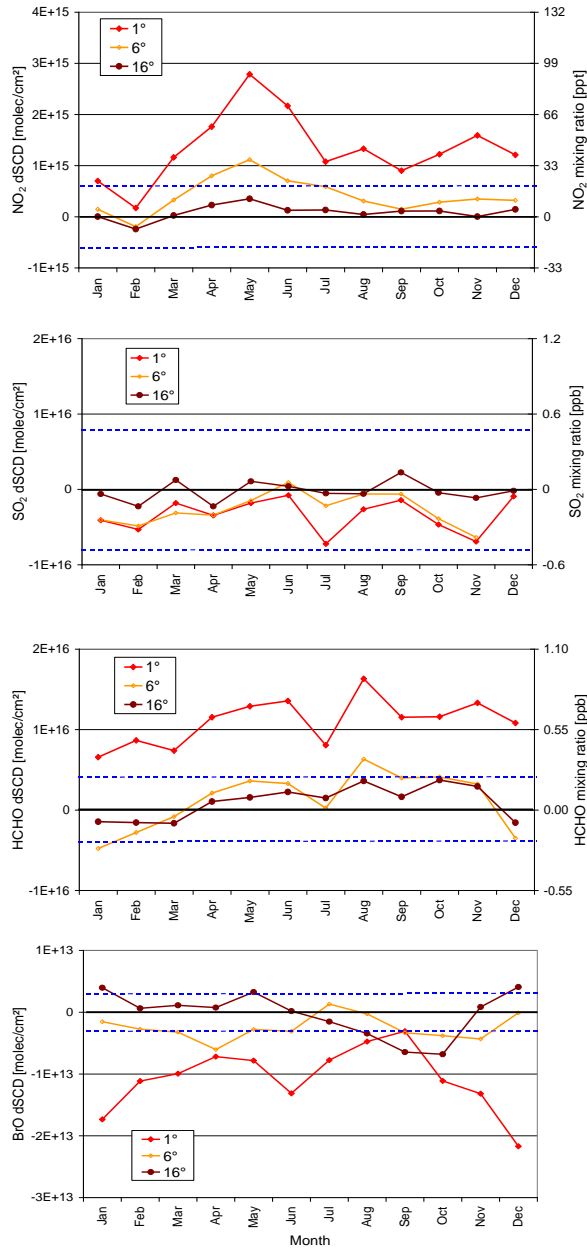 4E+15
3E+15
2E+15
1E+15
0
-1E+15
NO₂ dSCD [molec/cm²]
1°
6°
16°
132
99
66
33
0
-33
NO₂ mixing ratio [ppt]
Jan Feb Mar Apr May Jun Jul Aug Sep Oct Nov Dec
2E+16
1E+16
0
-1E+16
SO₂ dSCD [molec/cm²]
1°
6°
16°
1.2
0.6
0
-0.6
SO₂ mixing ratio [ppb]
Jan Feb Mar Apr May Jun Jul Aug Sep Oct Nov Dec
2E+16
1E+16
0
-1E+16
HCHO dSCD [molec/cm²]
1°
6°
16°
1.10
0.55
0.00
-0.55
HCHO mixing ratio [ppb]
Jan Feb Mar Apr May Jun Jul Aug Sep Oct Nov Dec
1E+13
0
-1E+13
-2E+13
-3E+13
BrO dSCD [molec/cm²]
1°
6°
16°
Jan Feb Mar Apr May Jun Jul Aug Sep Oct Nov Dec
Month